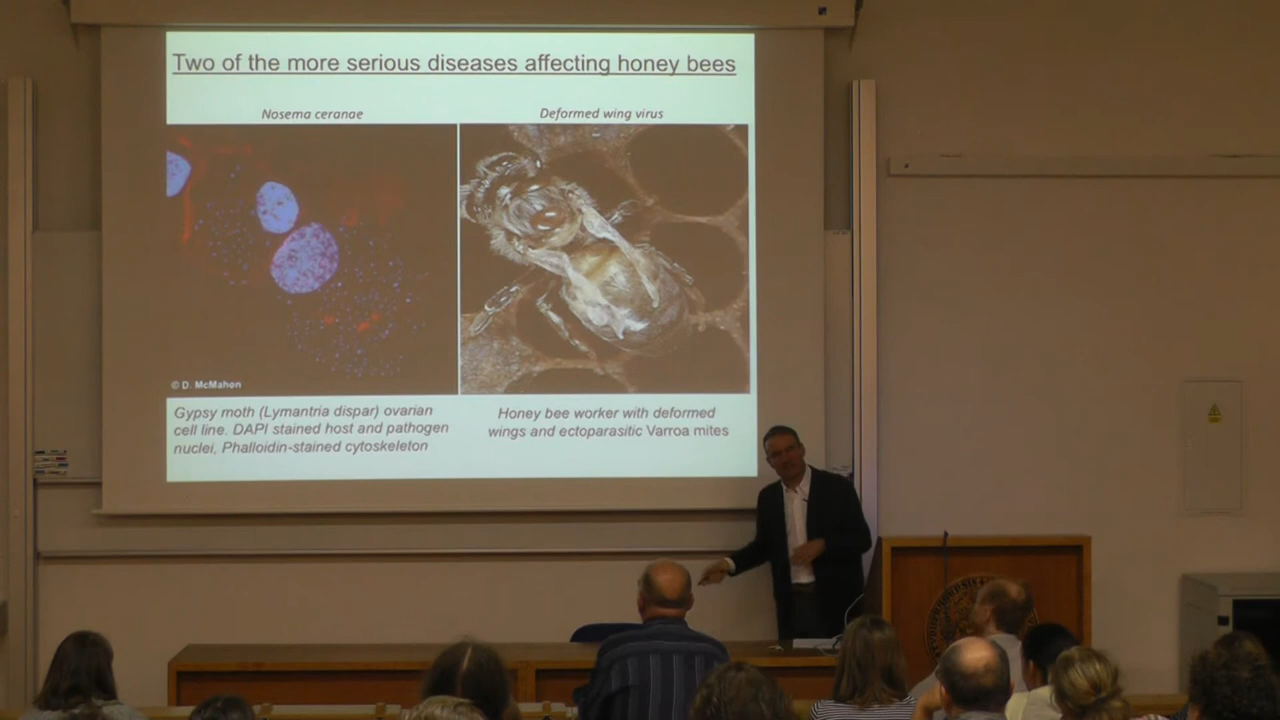 Two of the more serious diseases affecting honey bees
Nosema ceranae
Deformed wing virus
© D. McMahon
Gypsy moth (Lymantria dispar) ovarian
cell line. DAPI stained host and pathogen
nuclei, Phalloidin-stained cytoskeleton
Honey bee worker with deformed
wings and ectoparasitic Varroa mites